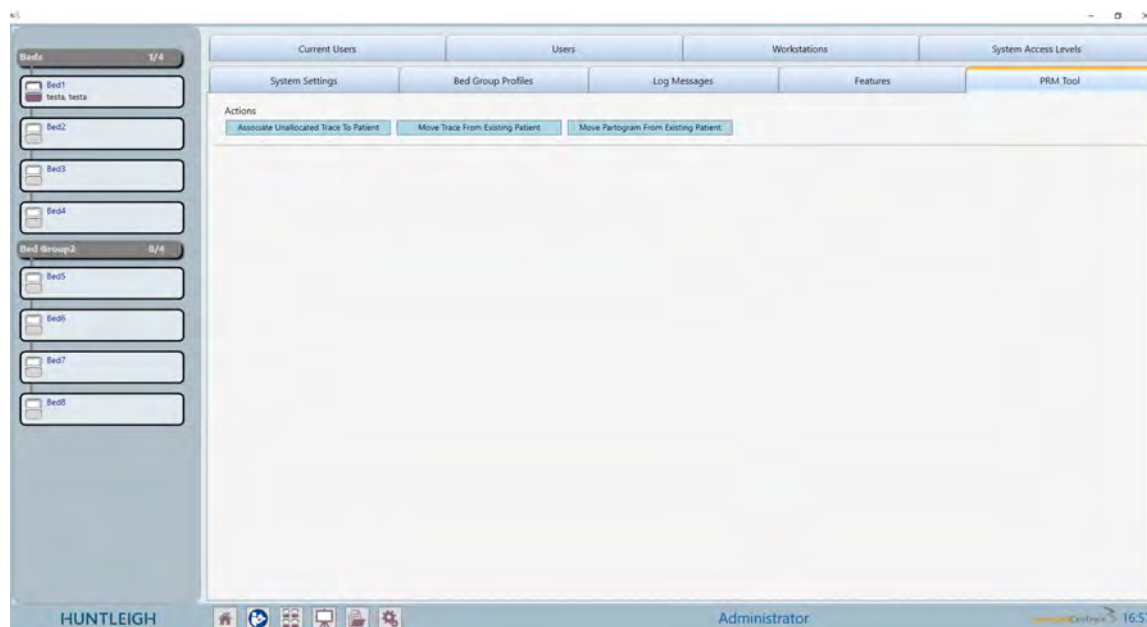 Beds 1/4
Bed1
testa, testa
Bed2
Bed3
Bed4
Bed Group2 0/4
Bed5
Bed6
Bed7
Bed8
HUNTLEIGH
Current Users Users Workstations System Access Levels
System Settings Bed Group Profiles Log Messages Features PRM Tool
Actions
Associate Unallocated Trace To Patient Move Trace From Existing Patient Move Partogram From Existing Patient
Administrator
16:5